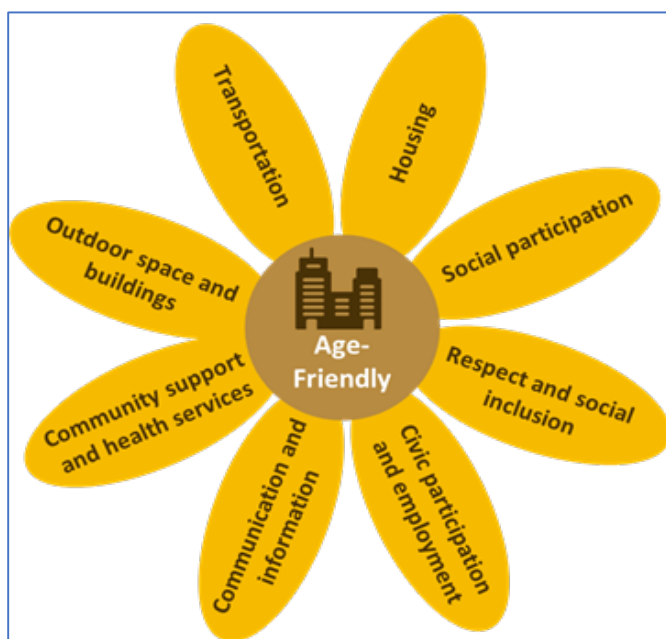 Transportation
Housing
Social participation
Respect and social
inclusion
Civic participation
and employment
Communication and
information
Community support
and health services
Outdoor space and
buildings
Age-
Friendly